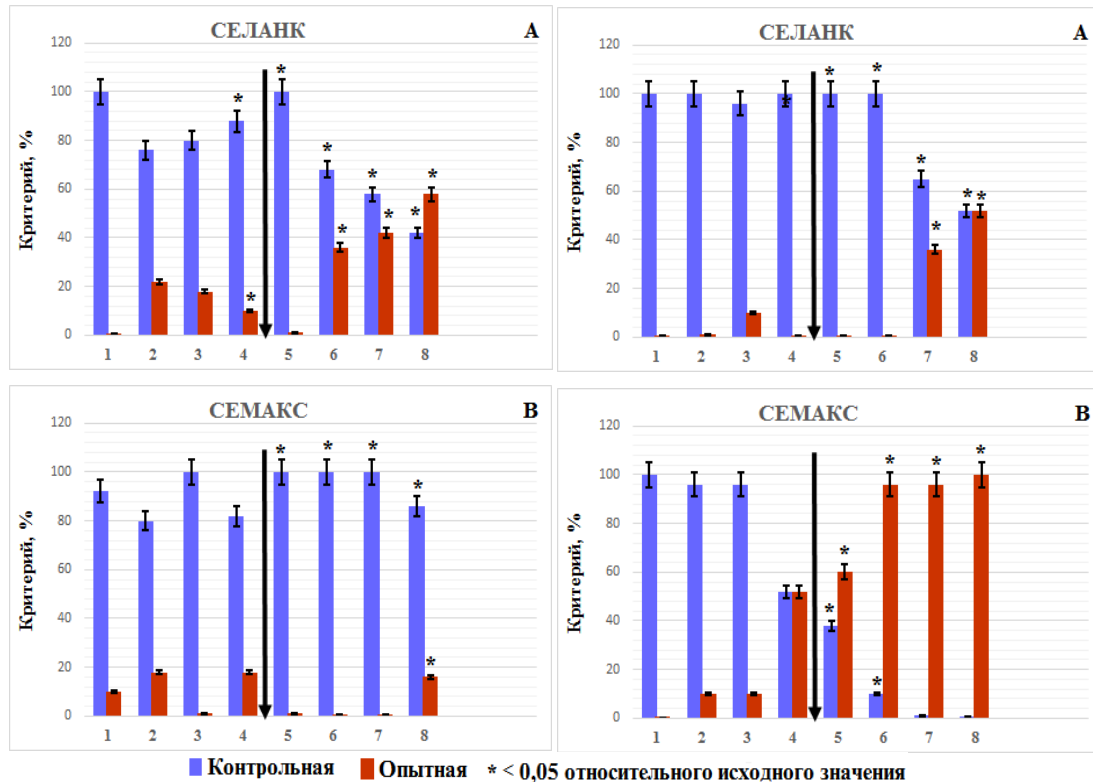 СЕЛАНК
А
Критерий, %
120
100
80
60
40
20
0
* * * * * * * * *
1 2 3 4 5 6 7 8
СЕЛАНК
А
Критерий, %
120
100
80
60
40
20
0
* * * * * * *
1 2 3 4 5 6 7 8
СЕМАКС
В
Критерий, %
120
100
80
60
40
20
0
* * * * *
1 2 3 4 5 6 7 8
СЕМАКС
В
Критерий, %
120
100
80
60
40
20
0
* * * * * *
1 2 3 4 5 6 7 8
Контрольная Опытная * < 0,05 относительного исходного значения